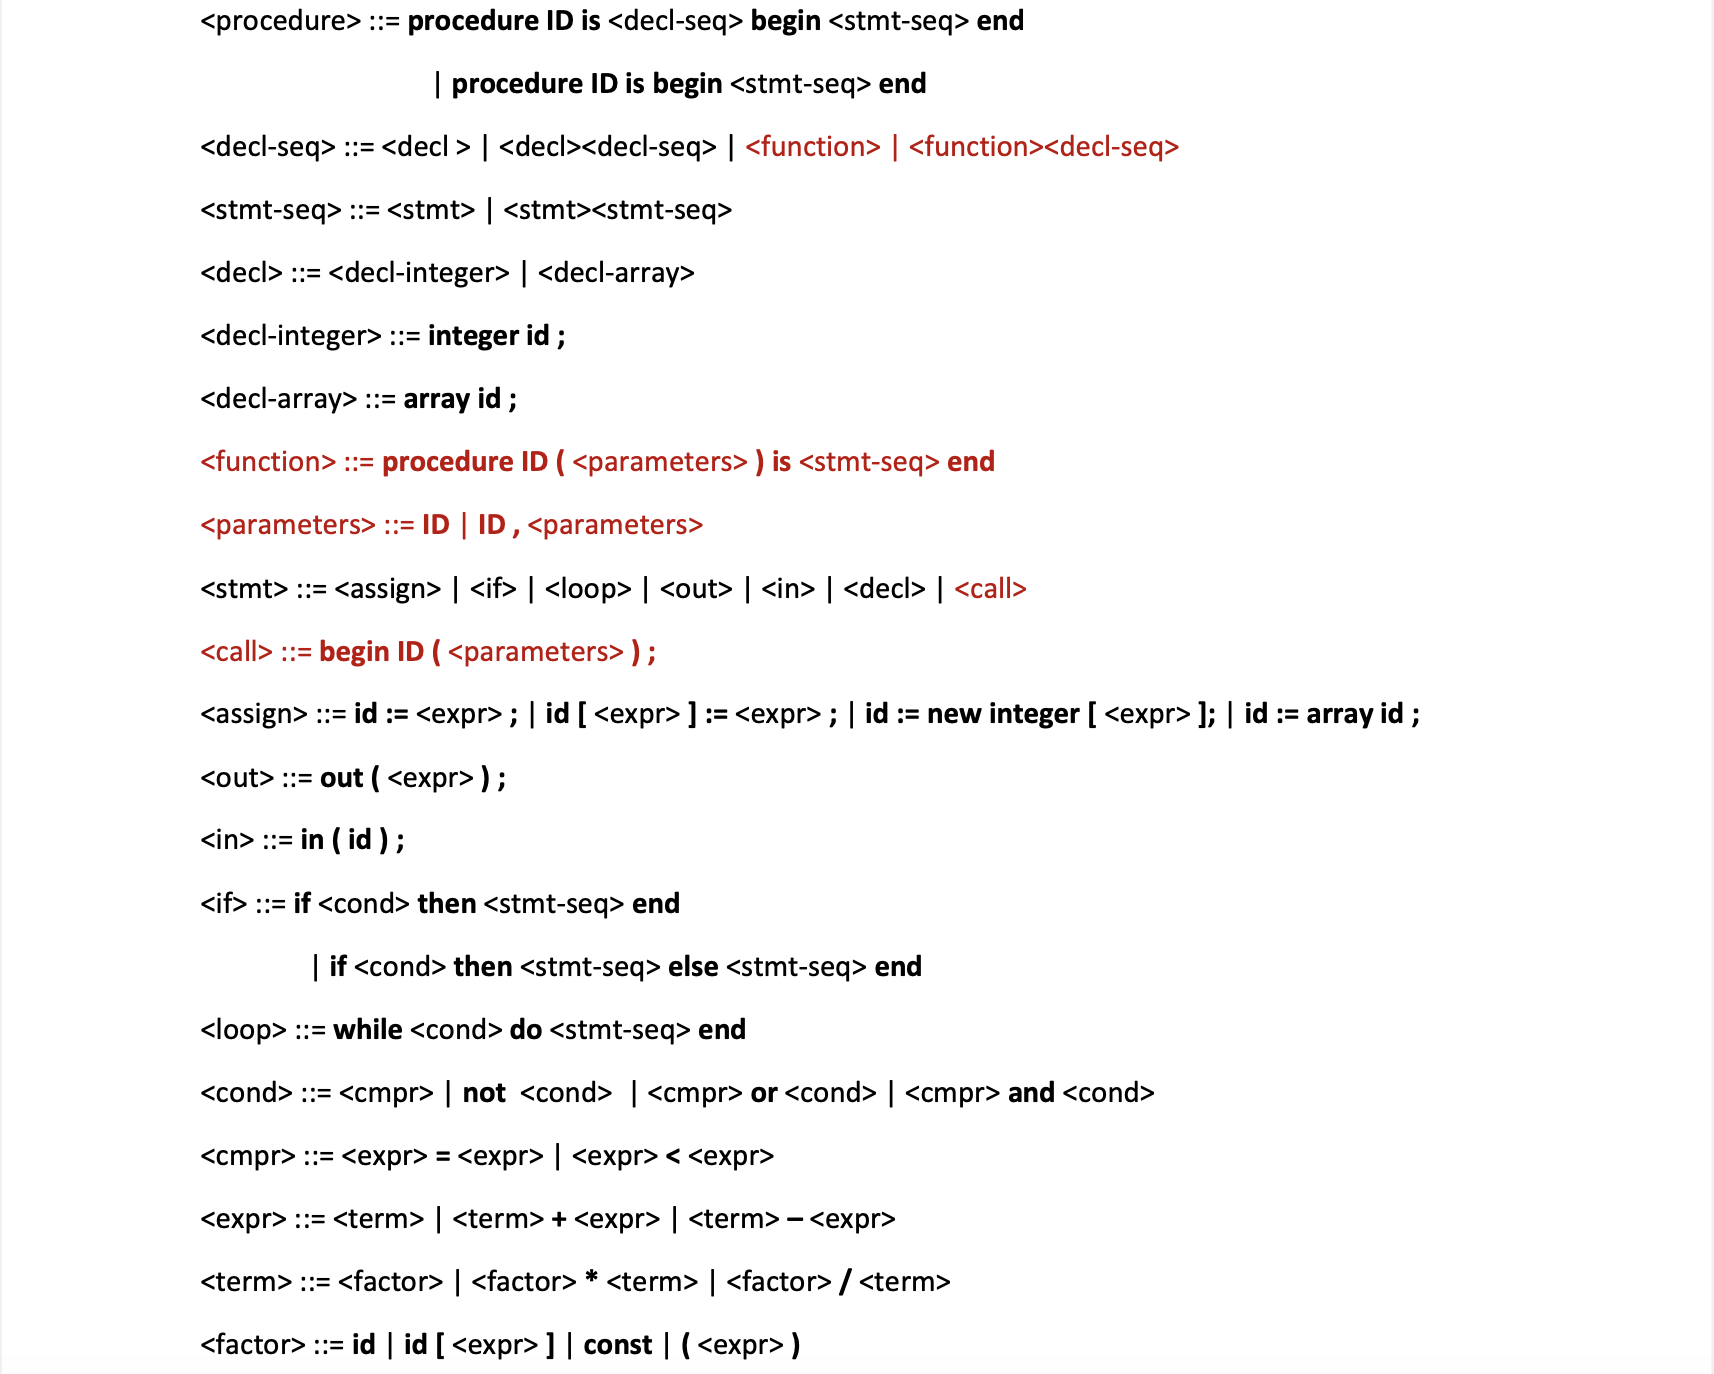 <procedure> ::= procedure ID is <decl-seq> begin <stmt-seq> end
| procedure ID is begin <stmt-seq> end
<decl-seq> ::= <decl > | <decl><decl-seq> | <function> | <function><decl-seq>
<stmt-seq> ::= <stmt> | <stmt><stmt-seq>
<decl> ::= <decl-integer> | <decl-array>
<decl-integer> ::= integer id ;
<decl-array> ::= array id ;
<function> ::= procedure ID ( <parameters> ) is <stmt-seq> end
<parameters> ::= ID | ID , <parameters>
<stmt> ::= <assign> | <if> | <loop> | <out> | <in> | <decl> | <call>
<call> ::= begin ID ( <parameters> ) ;
<assign> ::= id := <expr> ; | id [ <expr> ] := <expr> ; | id := new integer [ <expr> ]; | id := array id ;
<out> ::= out ( <expr> ) ;
<in> ::= in ( id ) ;
<if> ::= if <cond> then <stmt-seq> end
| if <cond> then <stmt-seq> else <stmt-seq> end
<loop> ::= while <cond> do <stmt-seq> end
<cond> ::= <cmpr> | not <cond> | <cmpr> or <cond> | <cmpr> and <cond>
<cmpr> ::= <expr> = <expr> | <expr> < <expr>
<expr> ::= <term> | <term> + <expr> | <term> – <expr>
<term> ::= <factor> | <factor> * <term> | <factor> / <term>
<factor> ::= id | id [ <expr> ] | const | ( <expr> )